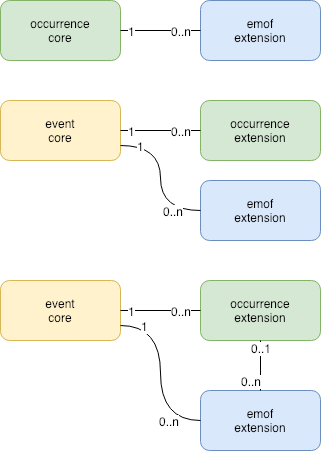 occurrence
core
1
0..n
emof
extension
event
core
1
0..n
occurrence
extension
1
0..n
emof
extension
event
core
1
0..n
occurrence
extension
1
0..1
0..n
0..n
emof
extension